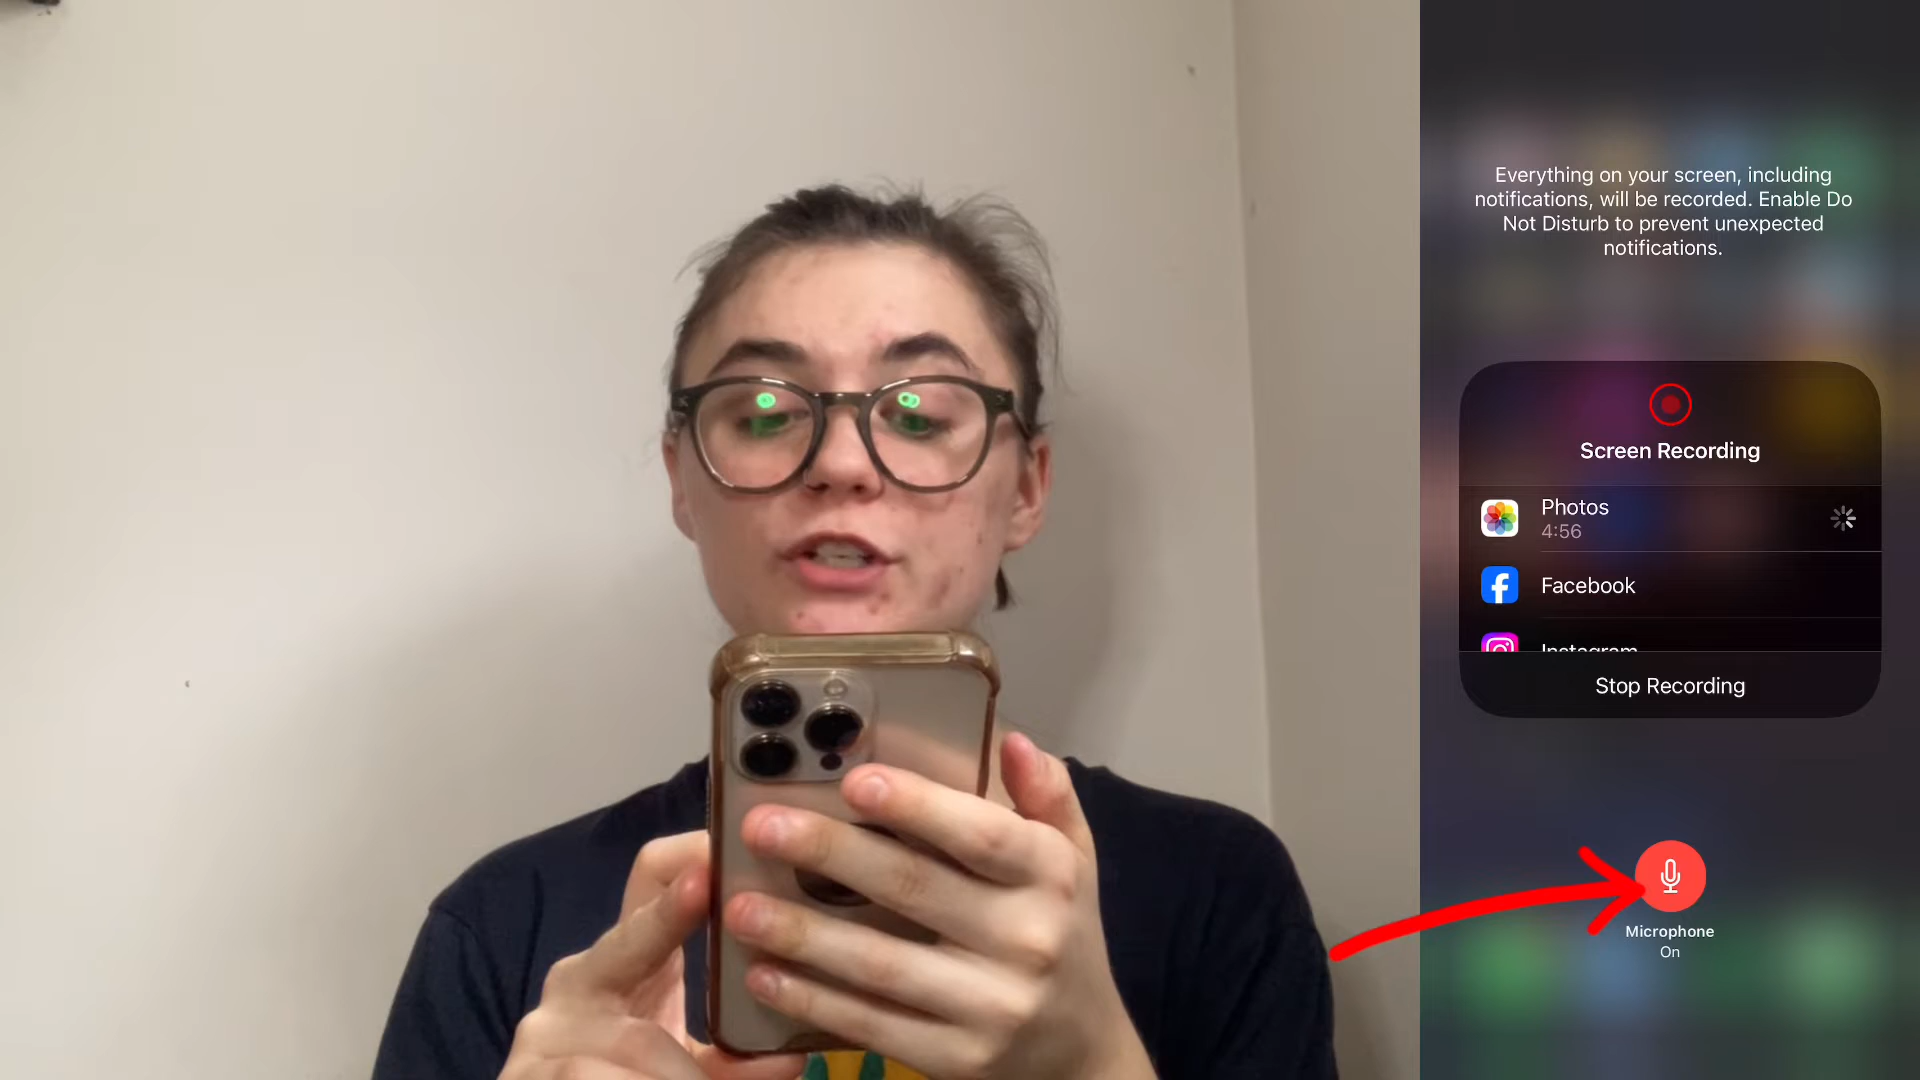 Everything on your screen, including
notifications, will be recorded. Enable Do
Not Disturb to prevent unexpected
notifications.
Screen Recording
Photos
4:56
Facebook
Instagram
Stop Recording
Microphone
On